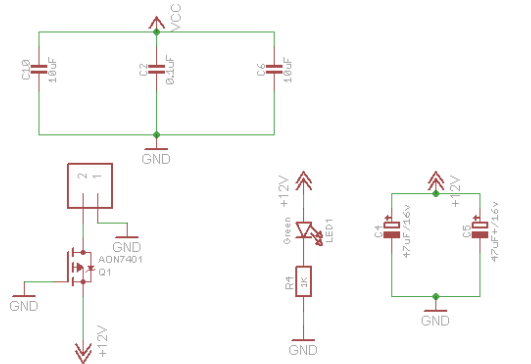 VCC
C10
10uF
C2
0.1uF
C6
10uF
GND
2
1
GND
AON7401
Q1
GND
+12V
+12V
Green
LED1
R4
1K
GND
+12V
C4
47uF/16v
C5
47uF+/16v
GND